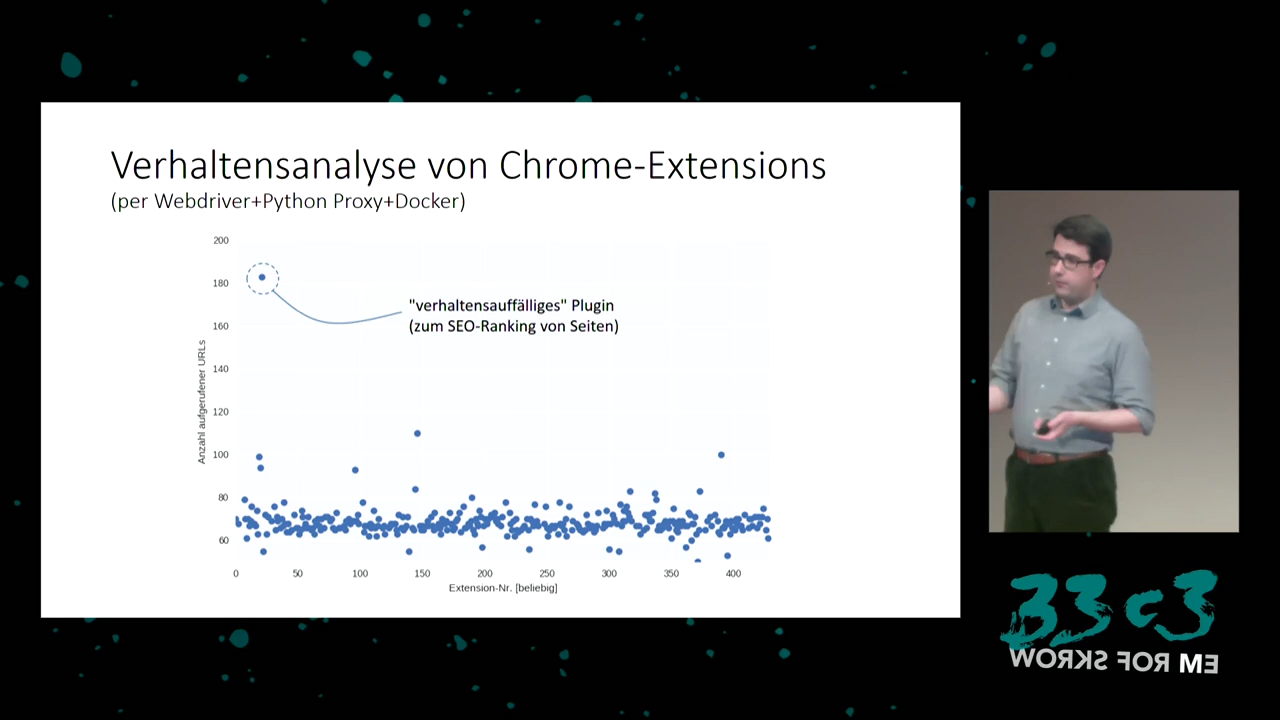 Verhaltensanalyse von Chrome-Extensions
(per Webdriver+Python Proxy+Docker)
200
180
160
140
120
100
80
60
Anzahl aufgerufener URLs
"verhaltensauffälliges" Plugin
(zum SEO-Ranking von Seiten)
0 50 100 150 200 250 300 350 400
Extension-Nr. [beliebig]
33c3
WORKS FOR ME